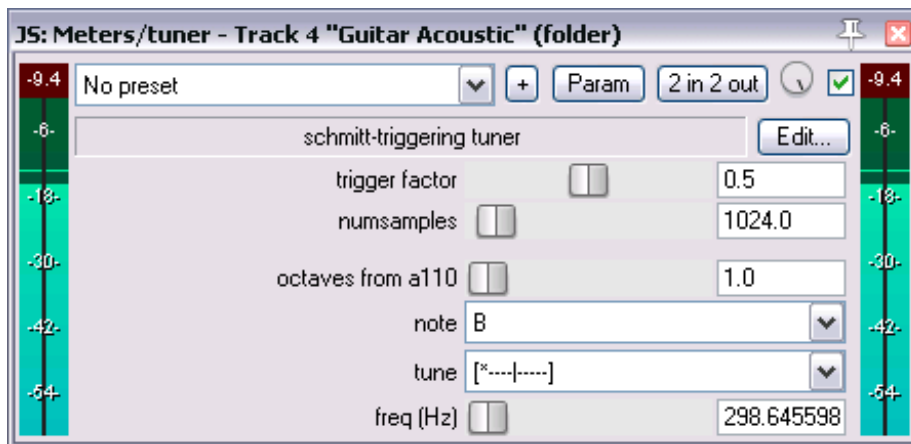 JS: Meters/tuner - Track 4 "Guitar Acoustic" (folder)
-9.4 No preset + Param 2 in 2 out -9.4
-6- schmitt-triggering tuner Edit... -6-
trigger factor 0.5
-18- -18-
numsamples 1024.0
-30- octaves from a110 1.0 -30-
-42- note B -42-
tune [*----|-----]
-54- -54-
freq (Hz) 298.645598